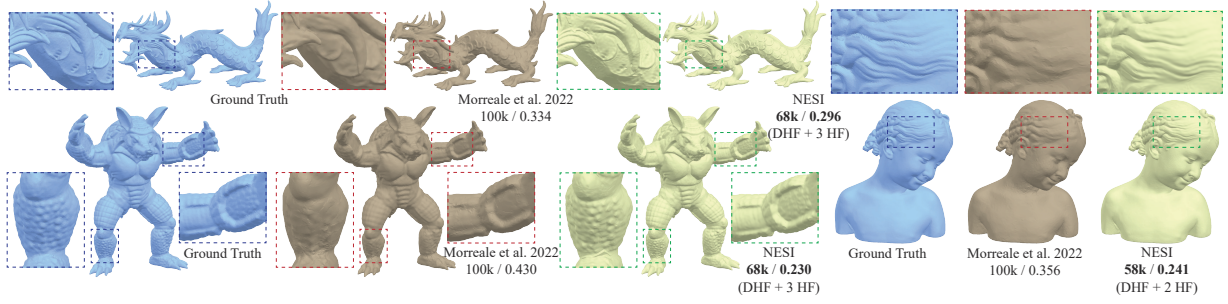 Ground Truth
Morreale et al. 2022
100k / 0.334
NESI
68k / 0.296
(DHF + 3 HF)
Ground Truth
Morreale et al. 2022
100k / 0.430
NESI
68k / 0.230
(DHF + 3 HF)
Ground Truth
Morreale et al. 2022
100k / 0.356
NESI
58k / 0.241
(DHF + 2 HF)